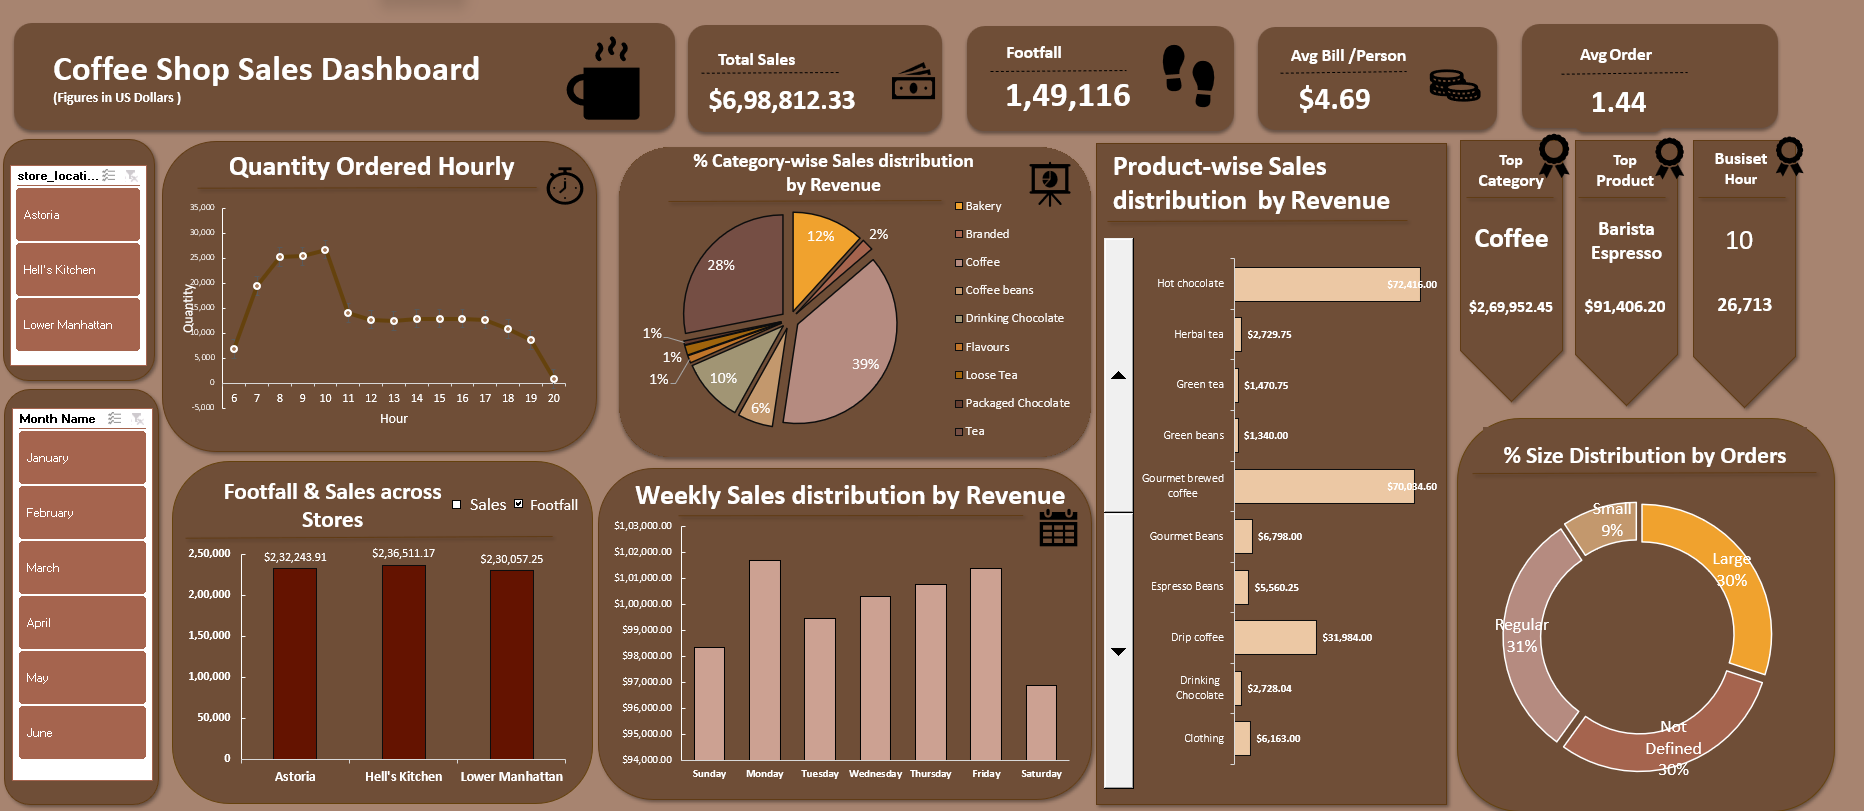 Coffee Shop Sales Dashboard
(Figures in US Dollars )
Total Sales
$6,98,812.33
Footfall
1,49,116
Avg Bill /Person
$4.69
Avg Order
1.44
store_locati...
Astoria
Hell's Kitchen
Lower Manhattan
Month Name
January
February
March
April
May
June
Quantity Ordered Hourly
35,000
30,000
25,000
20,000
15,000
10,000
5,000
0
-5,000
Quantity
6 7 8 9 10 11 12 13 14 15 16 17 18 19 20
Hour
% Category-wise Sales distribution
by Revenue
12%
2%
39%
6%
10%
1%
1%
1%
28%
Bakery
Branded
Coffee
Coffee beans
Drinking Chocolate
Flavours
Loose Tea
Packaged Chocolate
Tea
Footfall & Sales across
Stores
Sales Footfall
2,50,000
2,00,000
1,50,000
1,00,000
50,000
0
$2,32,243.91
$2,36,511.17
$2,30,057.25
Astoria Hell's Kitchen Lower Manhattan
Weekly Sales distribution by Revenue
$1,03,000.00
$1,02,000.00
$1,01,000.00
$1,00,000.00
$99,000.00
$98,000.00
$97,000.00
$96,000.00
$95,000.00
$94,000.00
Sunday Monday Tuesday Wednesday Thursday Friday Saturday
Product-wise Sales
distribution by Revenue
Hot chocolate $72,416.00
Herbal tea $2,729.75
Green tea $1,470.75
Green beans $1,340.00
Gourmet brewed
coffee $70,034.60
Gourmet Beans $6,798.00
Espresso Beans $5,560.25
Drip coffee $31,984.00
Drinking
Chocolate $2,728.04
Clothing $6,163.00
Top
Category
Coffee
$2,69,952.45
Top
Product
Barista
Espresso
$91,406.20
Busiset
Hour
10
26,713
% Size Distribution by Orders
Small
9%
Large
30%
Regular
31%
Not
Defined
30%